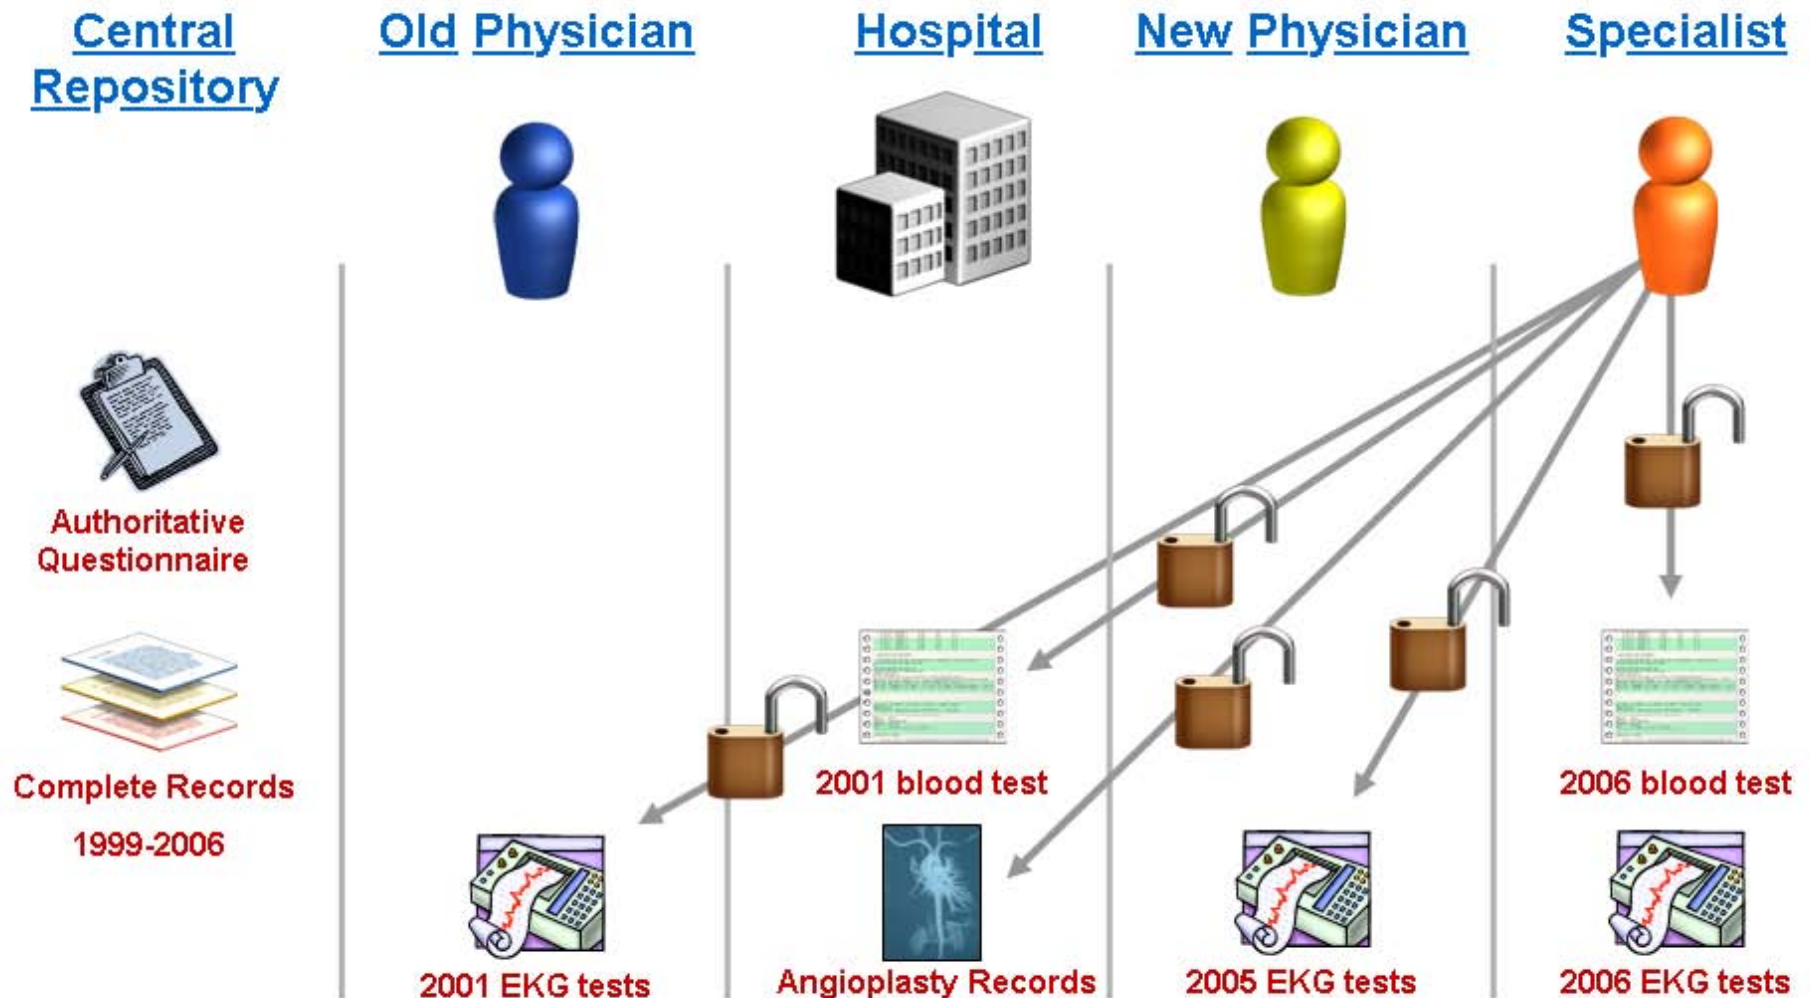 Central
Repository
Old Physician
Hospital
New Physician
Specialist
Authoritative
Questionnaire
Complete Records
1999-2006
2001 blood test
2006 blood test
2001 EKG tests
Angioplasty Records
2005 EKG tests
2006 EKG tests